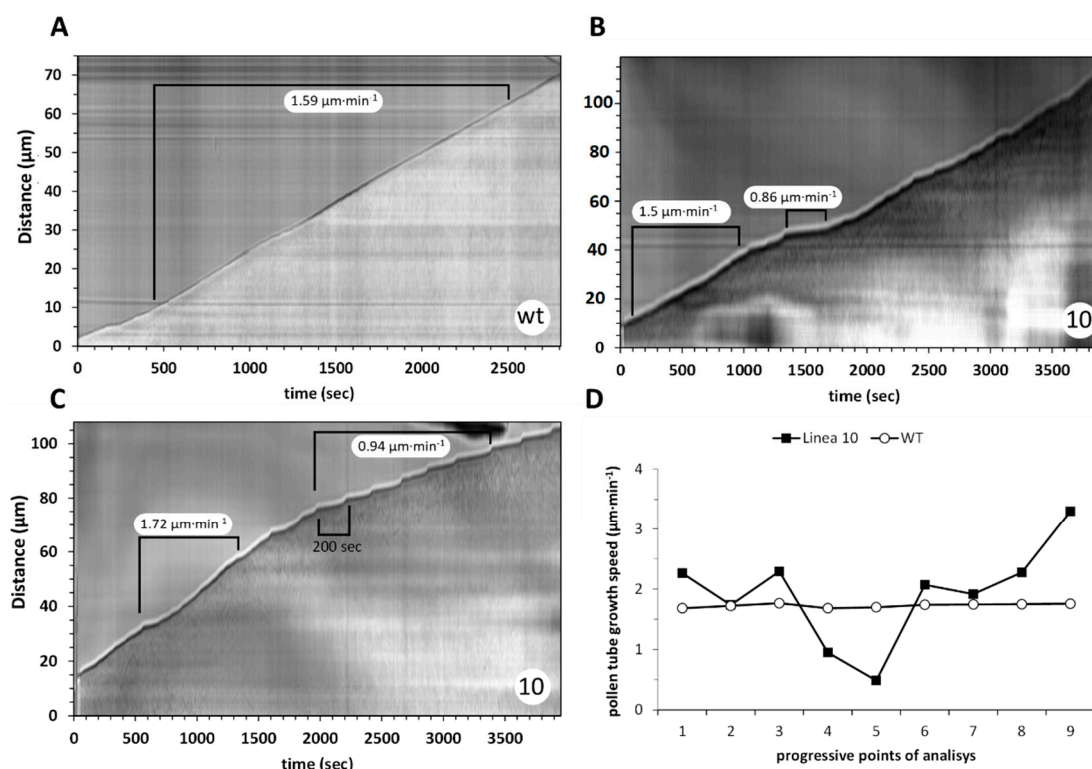 A
70
60
50
40
30
20
10
0
Distance (µm)
1.59 µm·min⁻¹
wt
0 500 1000 1500 2000 2500
time (sec)
B
100
80
60
40
20
0
1.5 µm·min⁻¹
0.86 µm·min⁻¹
10
0 500 1000 1500 2000 2500 3000 3500
time (sec)
C
100
80
60
40
20
0
Distance (µm)
1.72 µm·min⁻¹
0.94 µm·min⁻¹
200 sec
10
0 500 1000 1500 2000 2500 3000 3500
time (sec)
D
Linea 10 WT
4
3
2
1
0
pollen tube growth speed (µm·min⁻¹)
1 2 3 4 5 6 7 8 9
progressive points of analisys